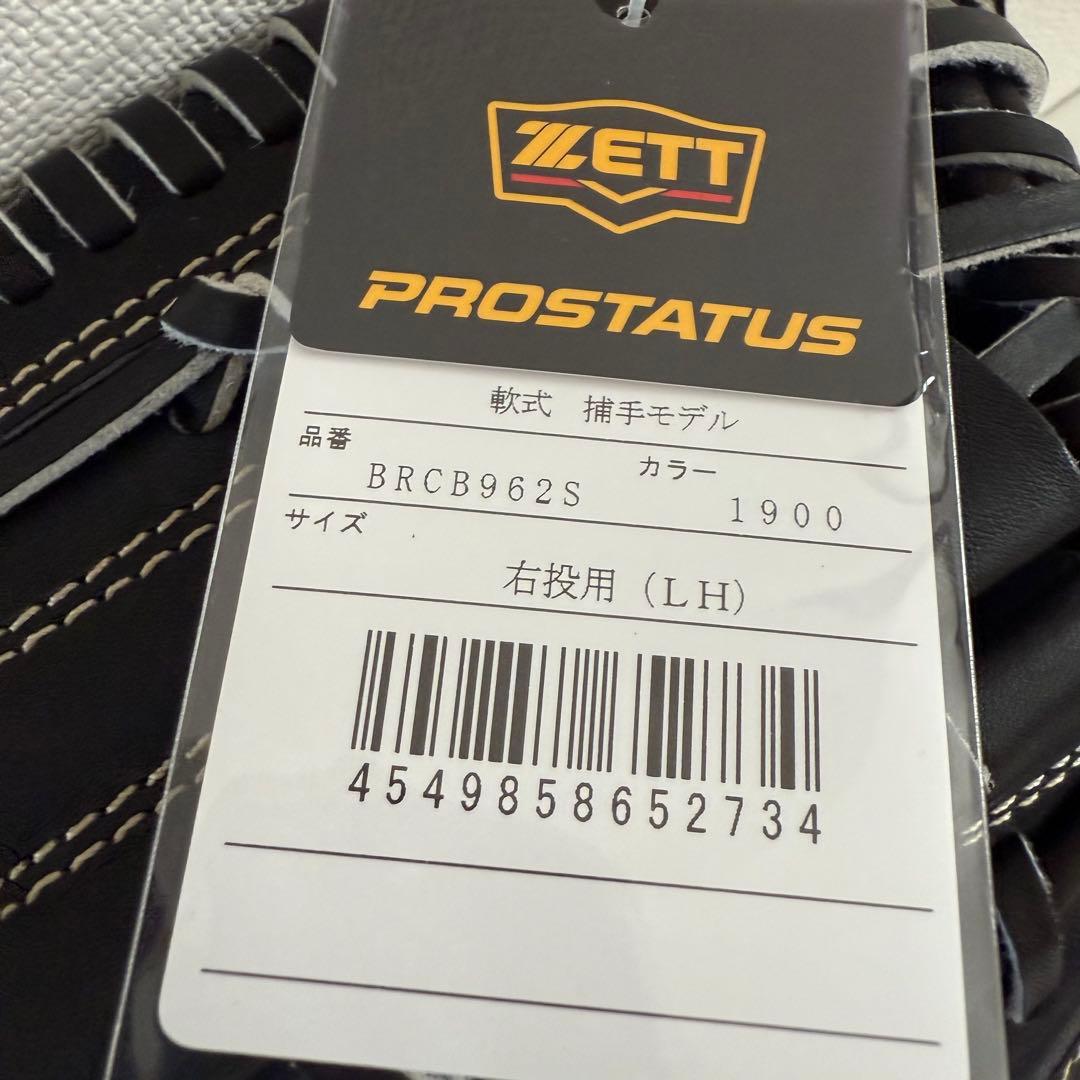 ZETT
PROSTATUS
軟式 捕手モデル
品番 カラー
BRCB962S 1900
サイズ
右投用（LH）
4549858652734